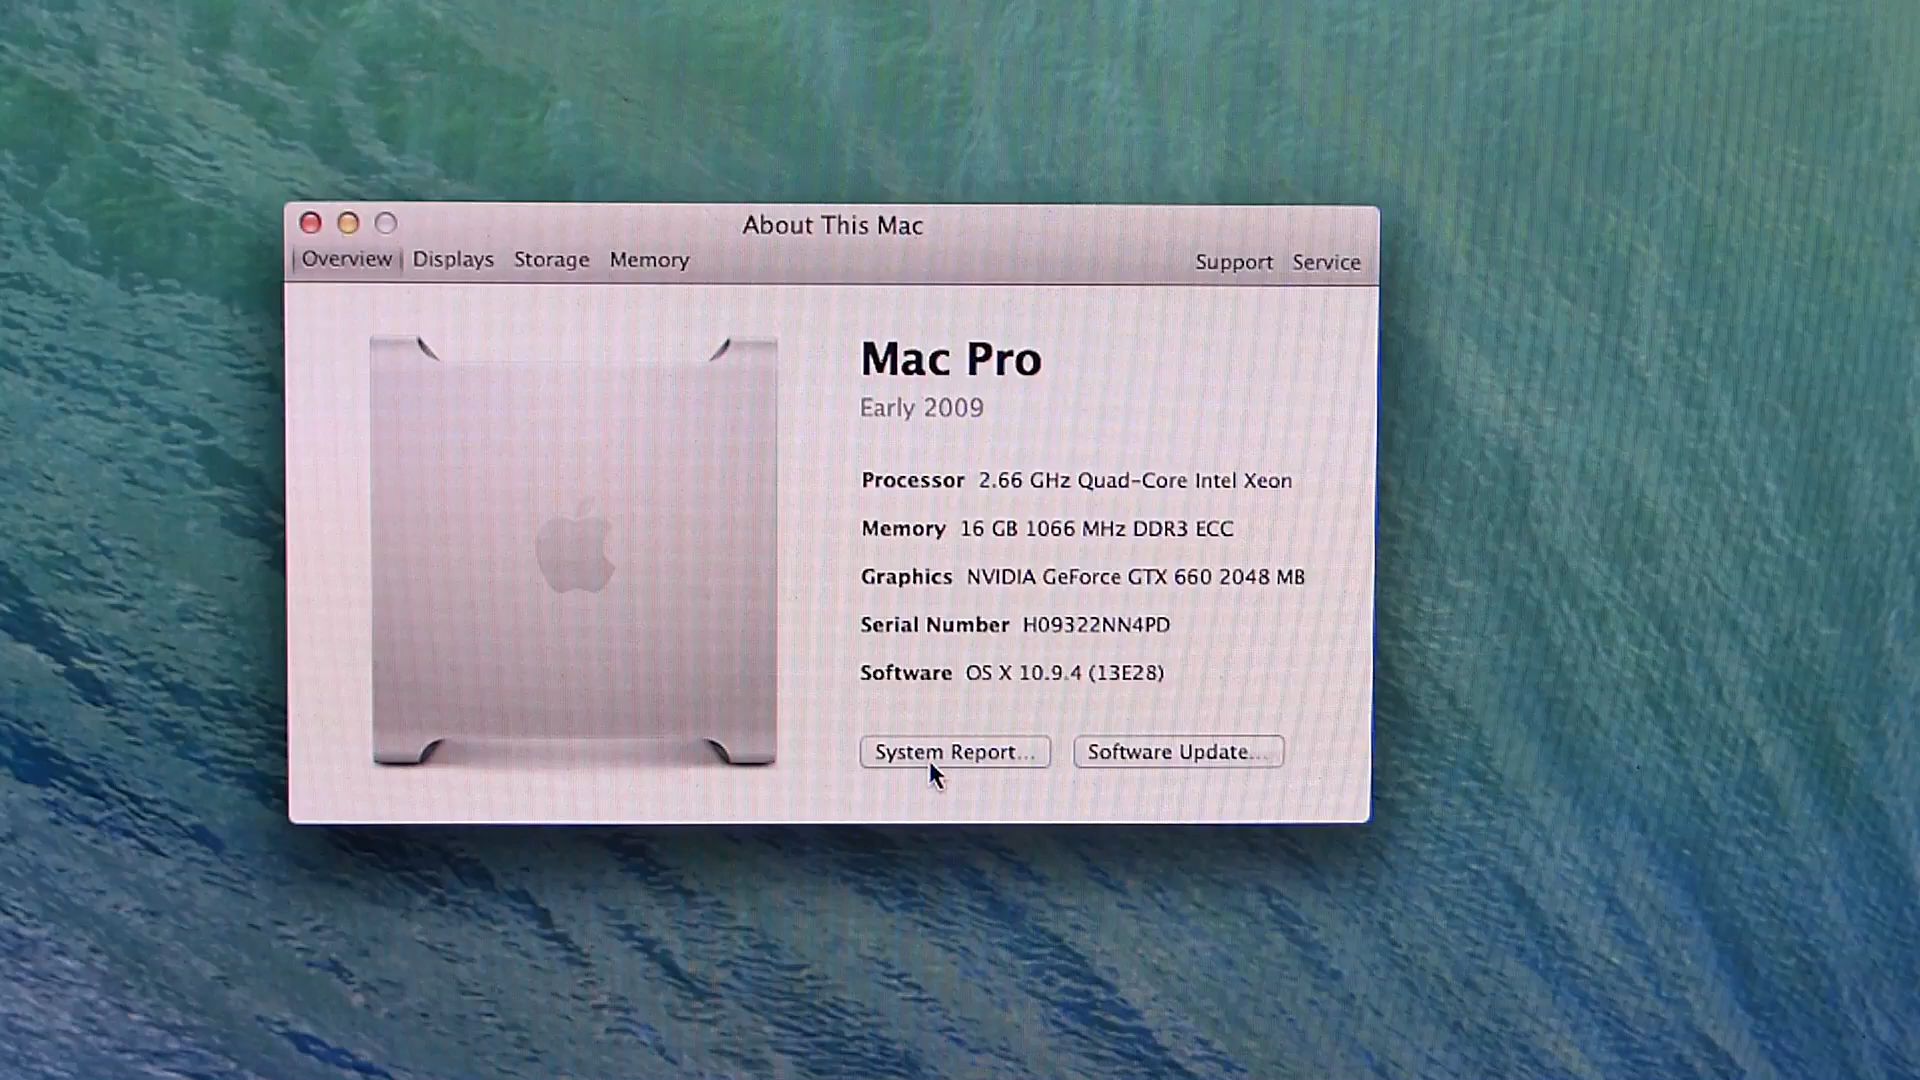 About This Mac
Overview Displays Storage Memory Support Service
Mac Pro
Early 2009
Processor 2.66 GHz Quad-Core Intel Xeon
Memory 16 GB 1066 MHz DDR3 ECC
Graphics NVIDIA GeForce GTX 660 2048 MB
Serial Number H09322NN4PD
Software OS X 10.9.4 (13E28)
System Report... Software Update...